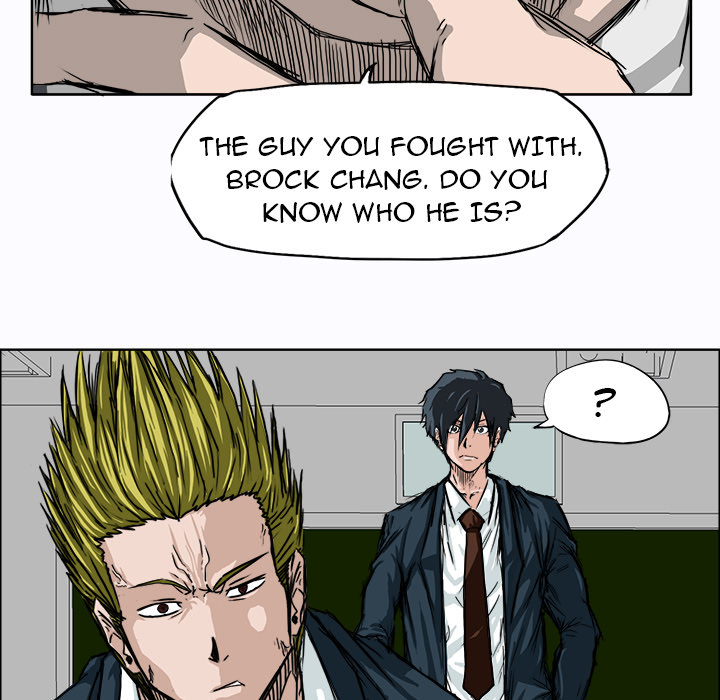 THE GUY YOU FOUGHT WITH,
BROCK CHANG. DO YOU
KNOW WHO HE IS?
?